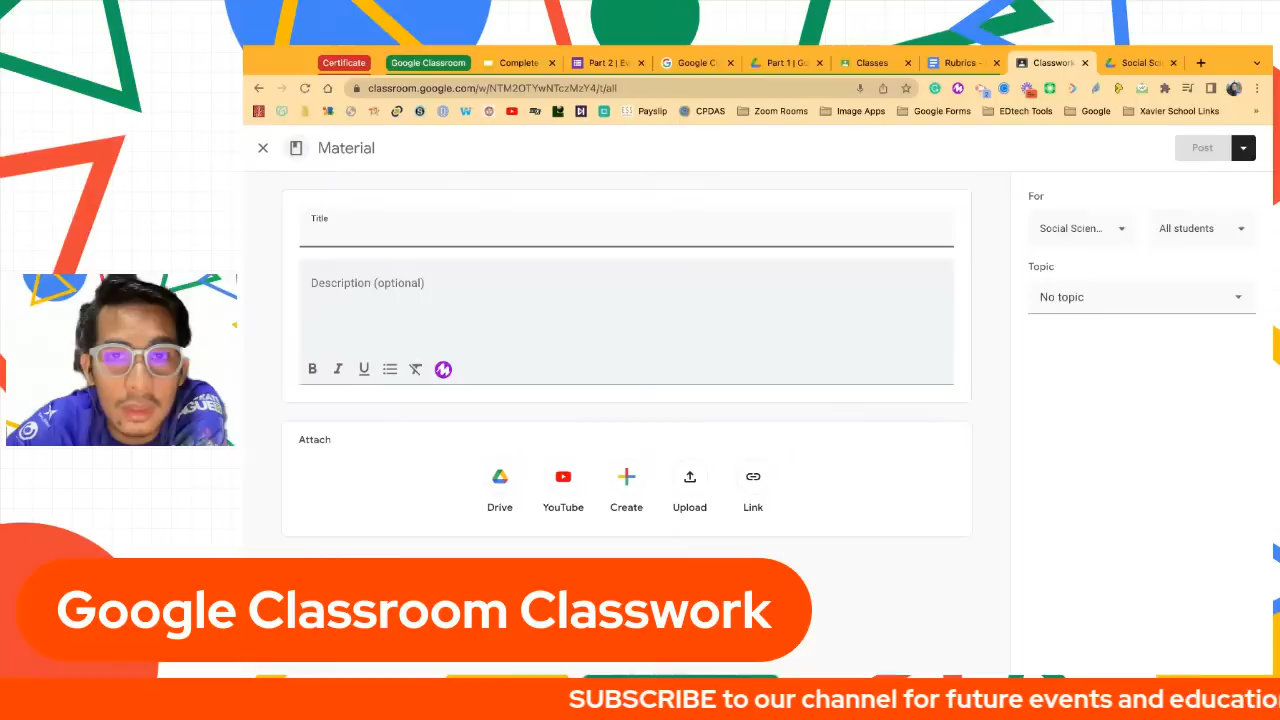 Certificate Google Classroom Complete Part 2 | Ev Google C Part 1 | G Classes Rubrics - Classwork Social Sc
classroom.google.com/w/NTM2OTYwNTczMzY4/t/all
Payslip CPDAS Zoom Rooms Image Apps Google Forms EDtech Tools Google Xavier School Links
Material
Post
Title
Description (optional)
B I U
For
Social Scien... All students
Topic
No topic
Attach
Drive YouTube Create Upload Link
Google Classroom Classwork
SUBSCRIBE to our channel for future events and educatio